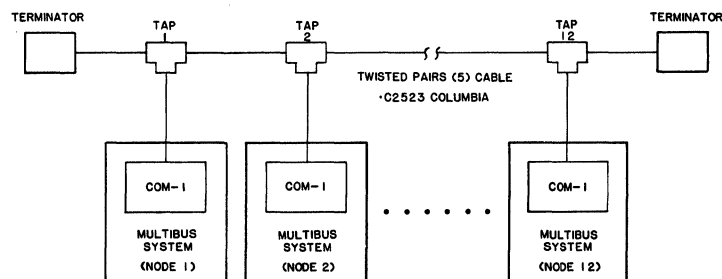 TERMINATOR
TAP
1
TAP
2
TAP
12
TERMINATOR
TWISTED PAIRS (5) CABLE
·C2523 COLUMBIA
COM-1
COM-1
COM-1
MULTIBUS
SYSTEM
(NODE 1)
MULTIBUS
SYSTEM
(NODE 2)
MULTIBUS
SYSTEM
(NODE 12)